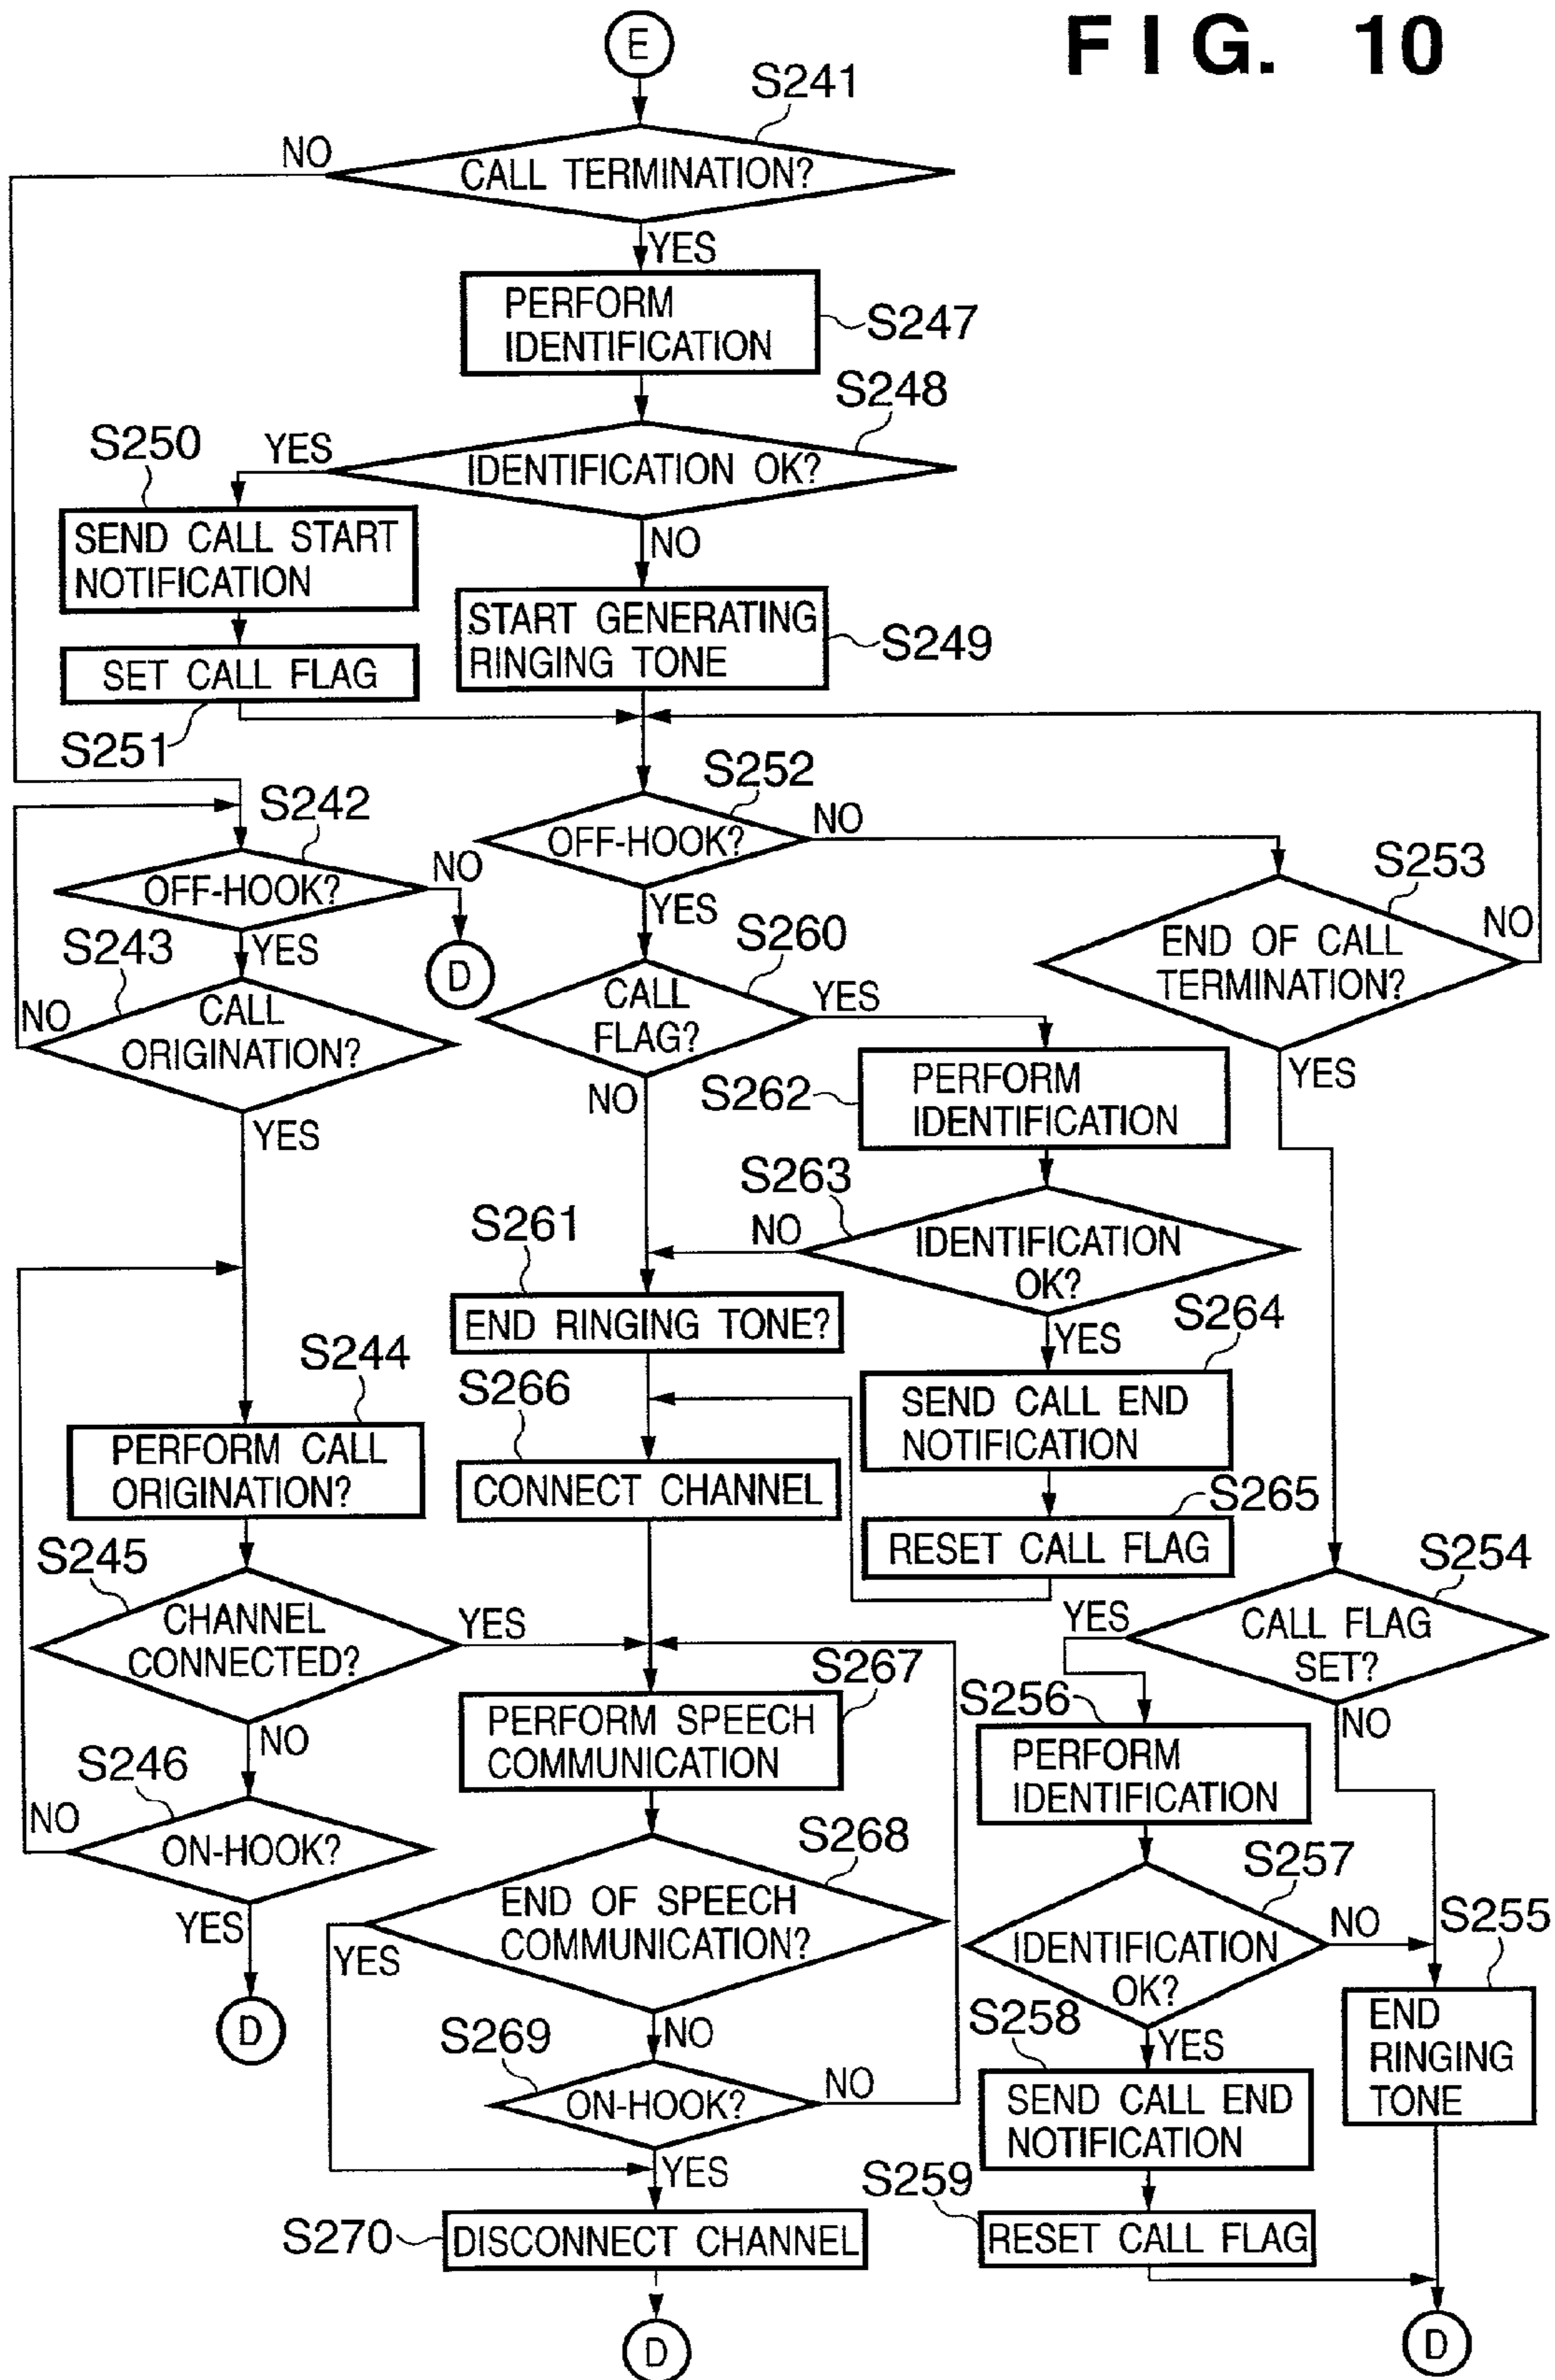 FIG. 10
E
S241
NO
CALL TERMINATION?
YES
PERFORM
IDENTIFICATION
S247
S248
S250
YES
IDENTIFICATION OK?
SEND CALL START
NOTIFICATION
NO
START GENERATING
RINGING TONE
S249
SET CALL FLAG
S251
S252
S242
OFF-HOOK?
NO
S253
OFF-HOOK?
NO
YES
S260
END OF CALL
TERMINATION?
NO
S243
YES
D
CALL
FLAG?
YES
NO
CALL
ORIGINATION?
YES
PERFORM
IDENTIFICATION
S262
NO
YES
S263
S261
NO
IDENTIFICATION
OK?
END RINGING TONE?
S264
YES
S244
S266
SEND CALL END
NOTIFICATION
PERFORM CALL
ORIGINATION?
CONNECT CHANNEL
S265
RESET CALL FLAG
S245
S254
CHANNEL
CONNECTED?
YES
YES
CALL FLAG
SET?
S267
S256
PERFORM SPEECH
COMMUNICATION
NO
NO
PERFORM
IDENTIFICATION
S246
NO
ON-HOOK?
S268
S257
END OF SPEECH
COMMUNICATION?
NO
S255
YES
YES
IDENTIFICATION
OK?
D
NO
S269
S258
END
RINGING
TONE
YES
ON-HOOK?
NO
SEND CALL END
NOTIFICATION
YES
S259
S270
DISCONNECT CHANNEL
RESET CALL FLAG
D
D